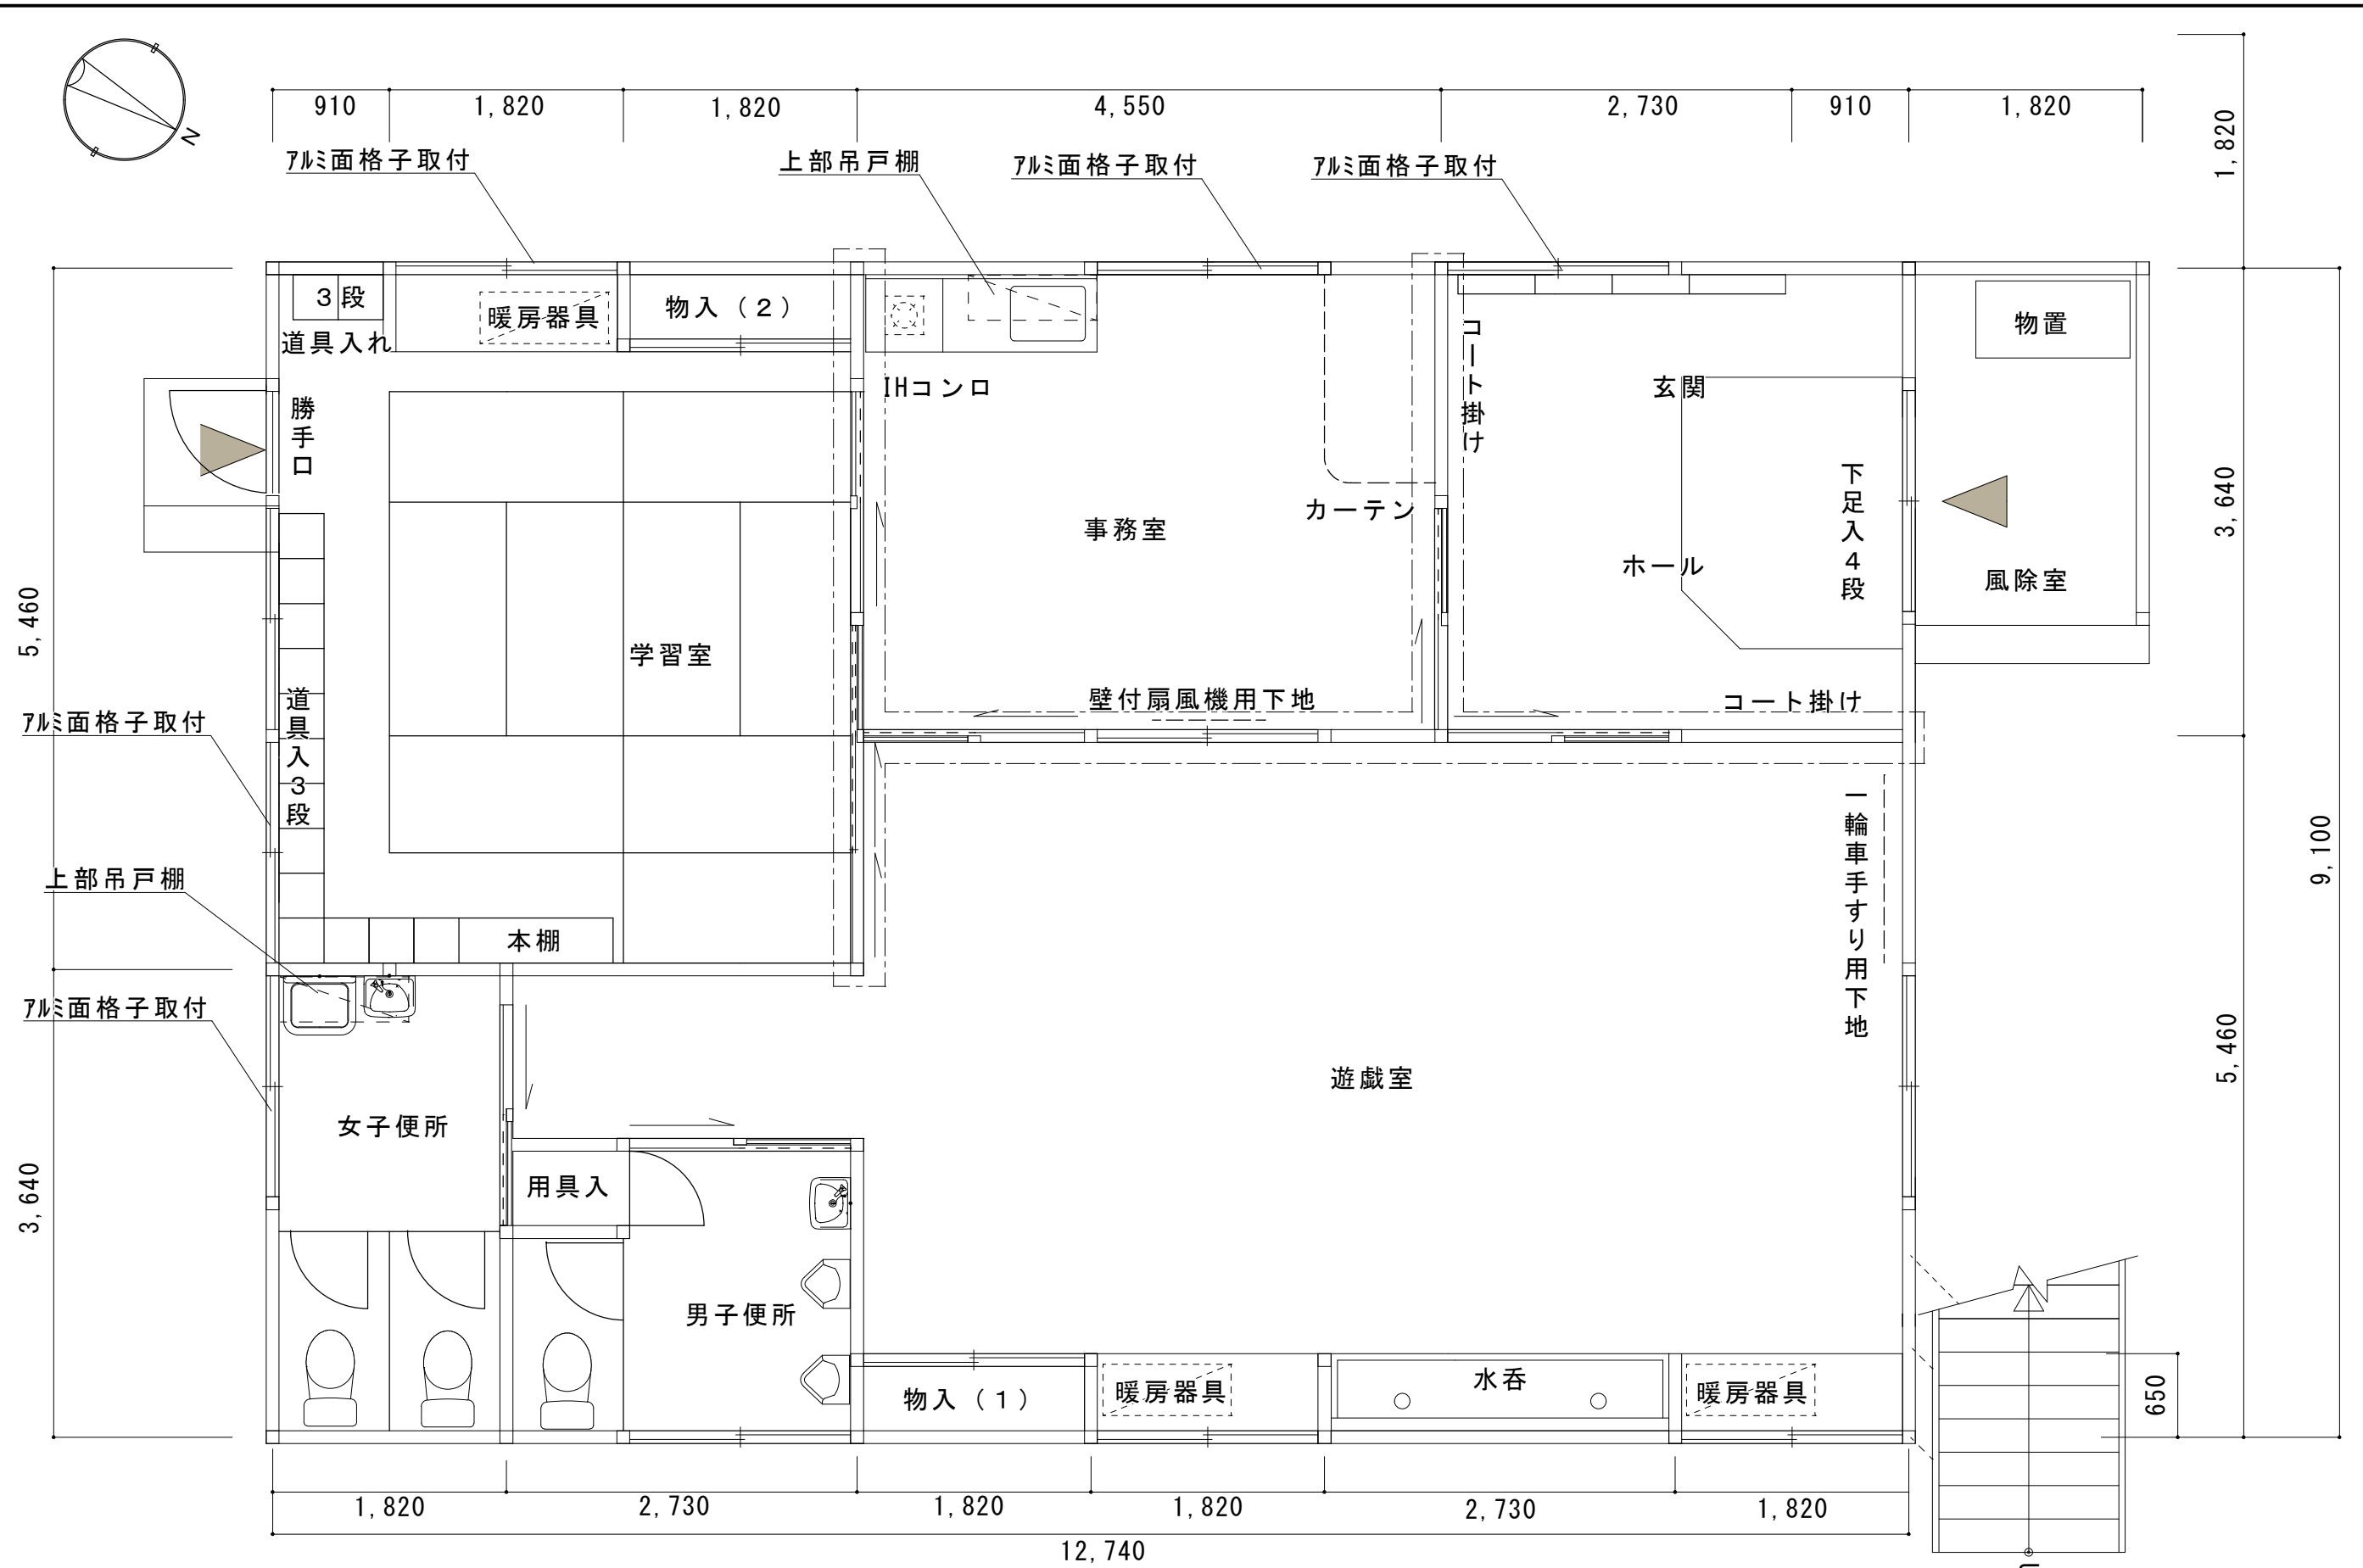 910
1,820
1,820
4,550
2,730
910
1,820
1,820
N
ｱﾙﾐ面格子取付
上部吊戸棚
ｱﾙﾐ面格子取付
ｱﾙﾐ面格子取付
３段
道具入れ
暖房器具
物入（２）
物置
IHコンロ
コート掛け
玄関
勝手口
カーテン
下足入４段
事務室
3,640
ホール
風除室
5,460
学習室
壁付扇風機用下地
コート掛け
ｱﾙﾐ面格子取付
道具入３段
一輪車手すり用下地
9,100
上部吊戸棚
本棚
ｱﾙﾐ面格子取付
5,460
遊戯室
女子便所
3,640
用具入
男子便所
物入（１）
暖房器具
水呑
暖房器具
650
1,820
2,730
1,820
1,820
2,730
1,820
12,740